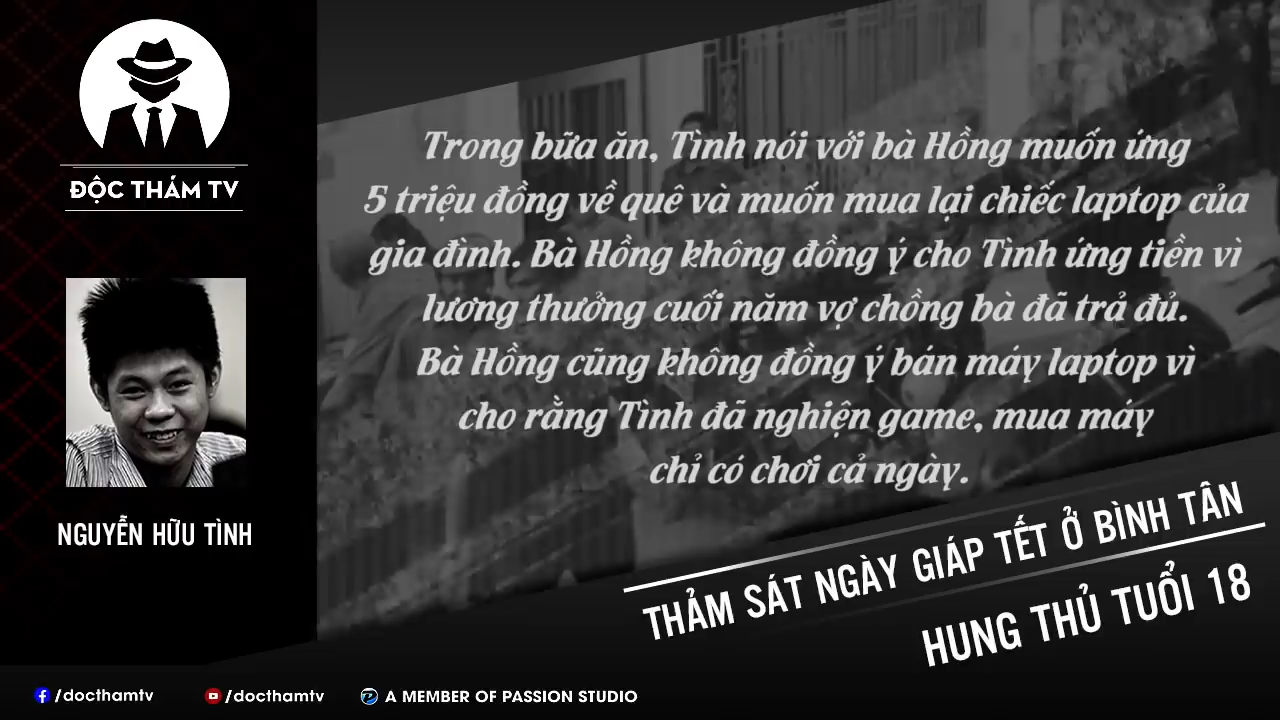 ĐỘC THÁM TV
NGUYỄN HỮU TÌNH
Trong bữa ăn, Tình nói với bà Hồng muốn ứng
5 triệu đồng về quê và muốn mua lại chiếc laptop của
gia đình. Bà Hồng không đồng ý cho Tình ứng tiền vì
lương thưởng cuối năm vợ chồng bà đã trả đủ.
Bà Hồng cũng không đồng ý bán máy laptop vì
cho rằng Tình đã nghiện game, mua máy
chỉ có chơi cả ngày.
THẢM SÁT NGÀY GIÁP TẾT Ở BÌNH TÂN
HUNG THỦ TUỔI 18
/docthamtv
/docthamtv
A MEMBER OF PASSION STUDIO